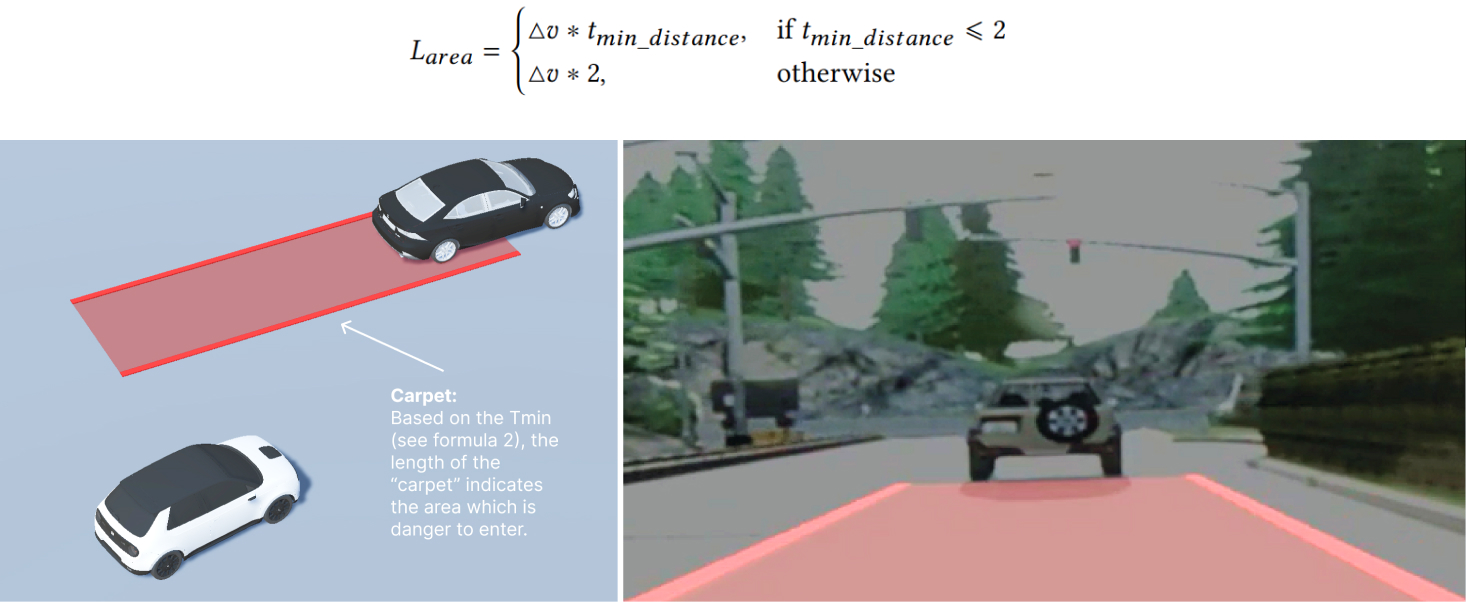 L_area = { △v * t_min_distance, if t_min_distance ⩽ 2
△v * 2, otherwise
Carpet:
Based on the Tmin
(see formula 2), the
length of the
“carpet” indicates
the area which is
danger to enter.